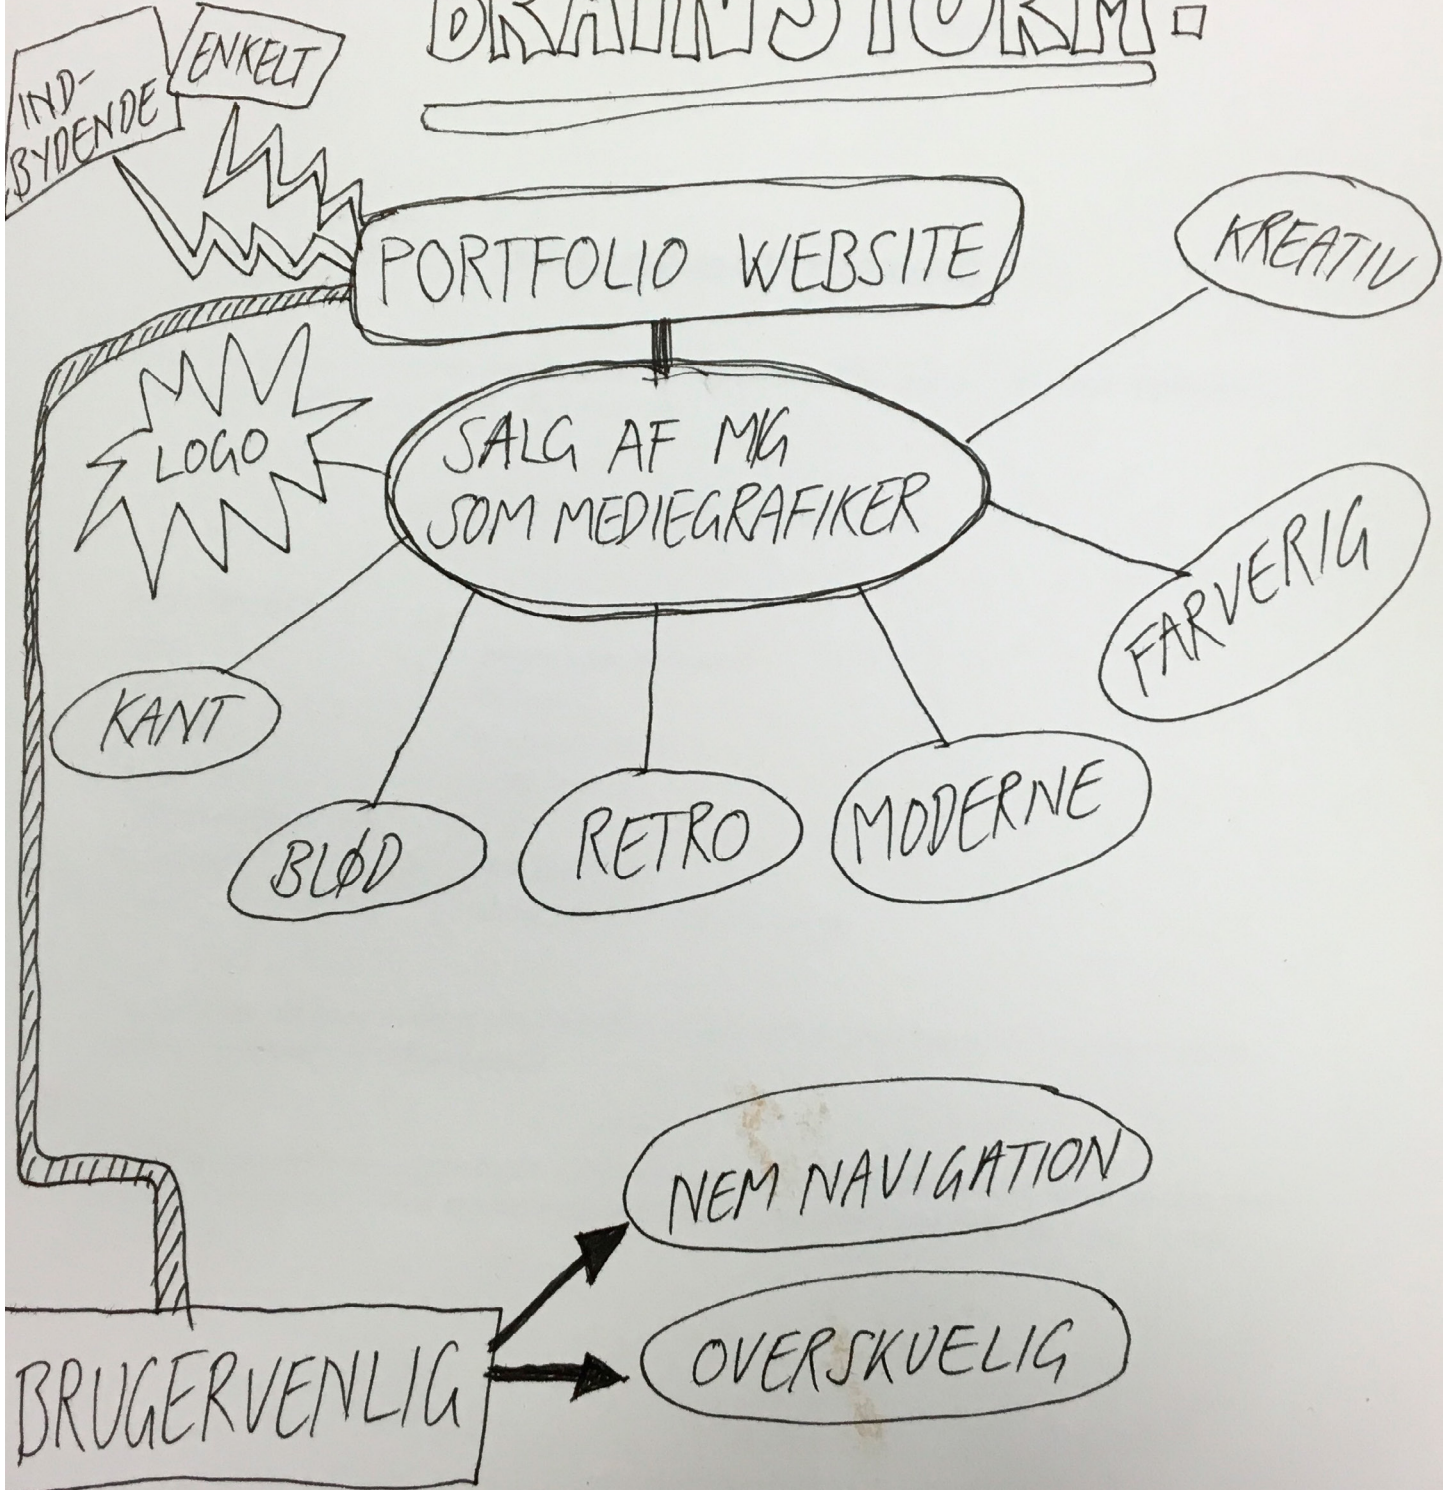 BRAINSTORM:
ENKELT
IND-
BYDENDE
PORTFOLIO WEBSITE
KREATIV
LOGO
SALG AF MIG
SOM MEDIEGRAFIKER
FARVERIG
KANT
BLØD
RETRO
MODERNE
NEM NAVIGATION
BRUGERVENLIG
OVERSKUELIG